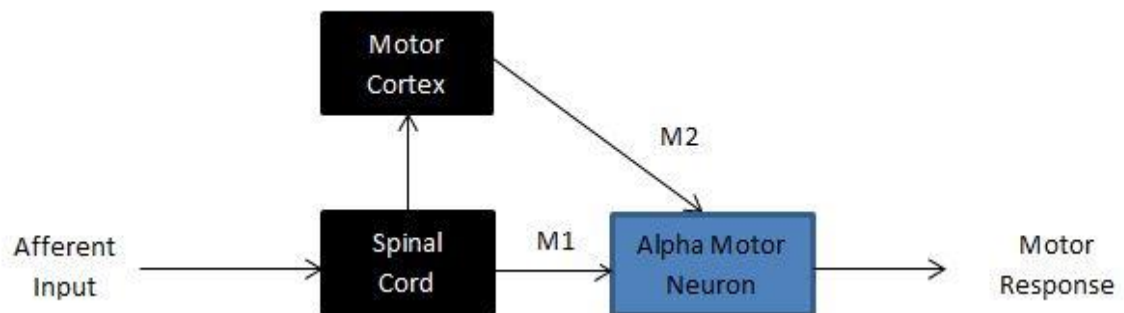 Motor
Cortex
M2
Afferent
Input
Spinal
Cord
M1
Alpha Motor
Neuron
Motor
Response